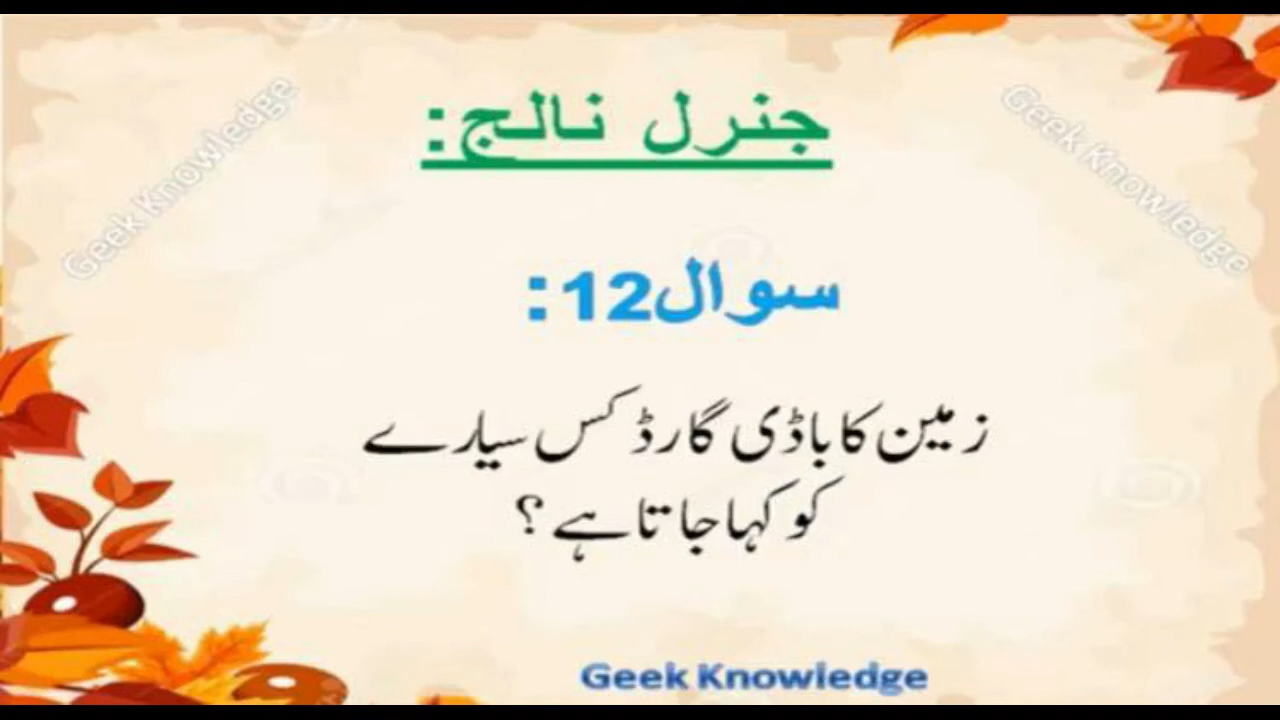 جنرل نالج:
Geek Knowledge
Geek Knowledge
سوال12:
زمین کا باڈی گارڈ کس سیارے
کو کہا جاتا ہے ؟
Geek Knowledge